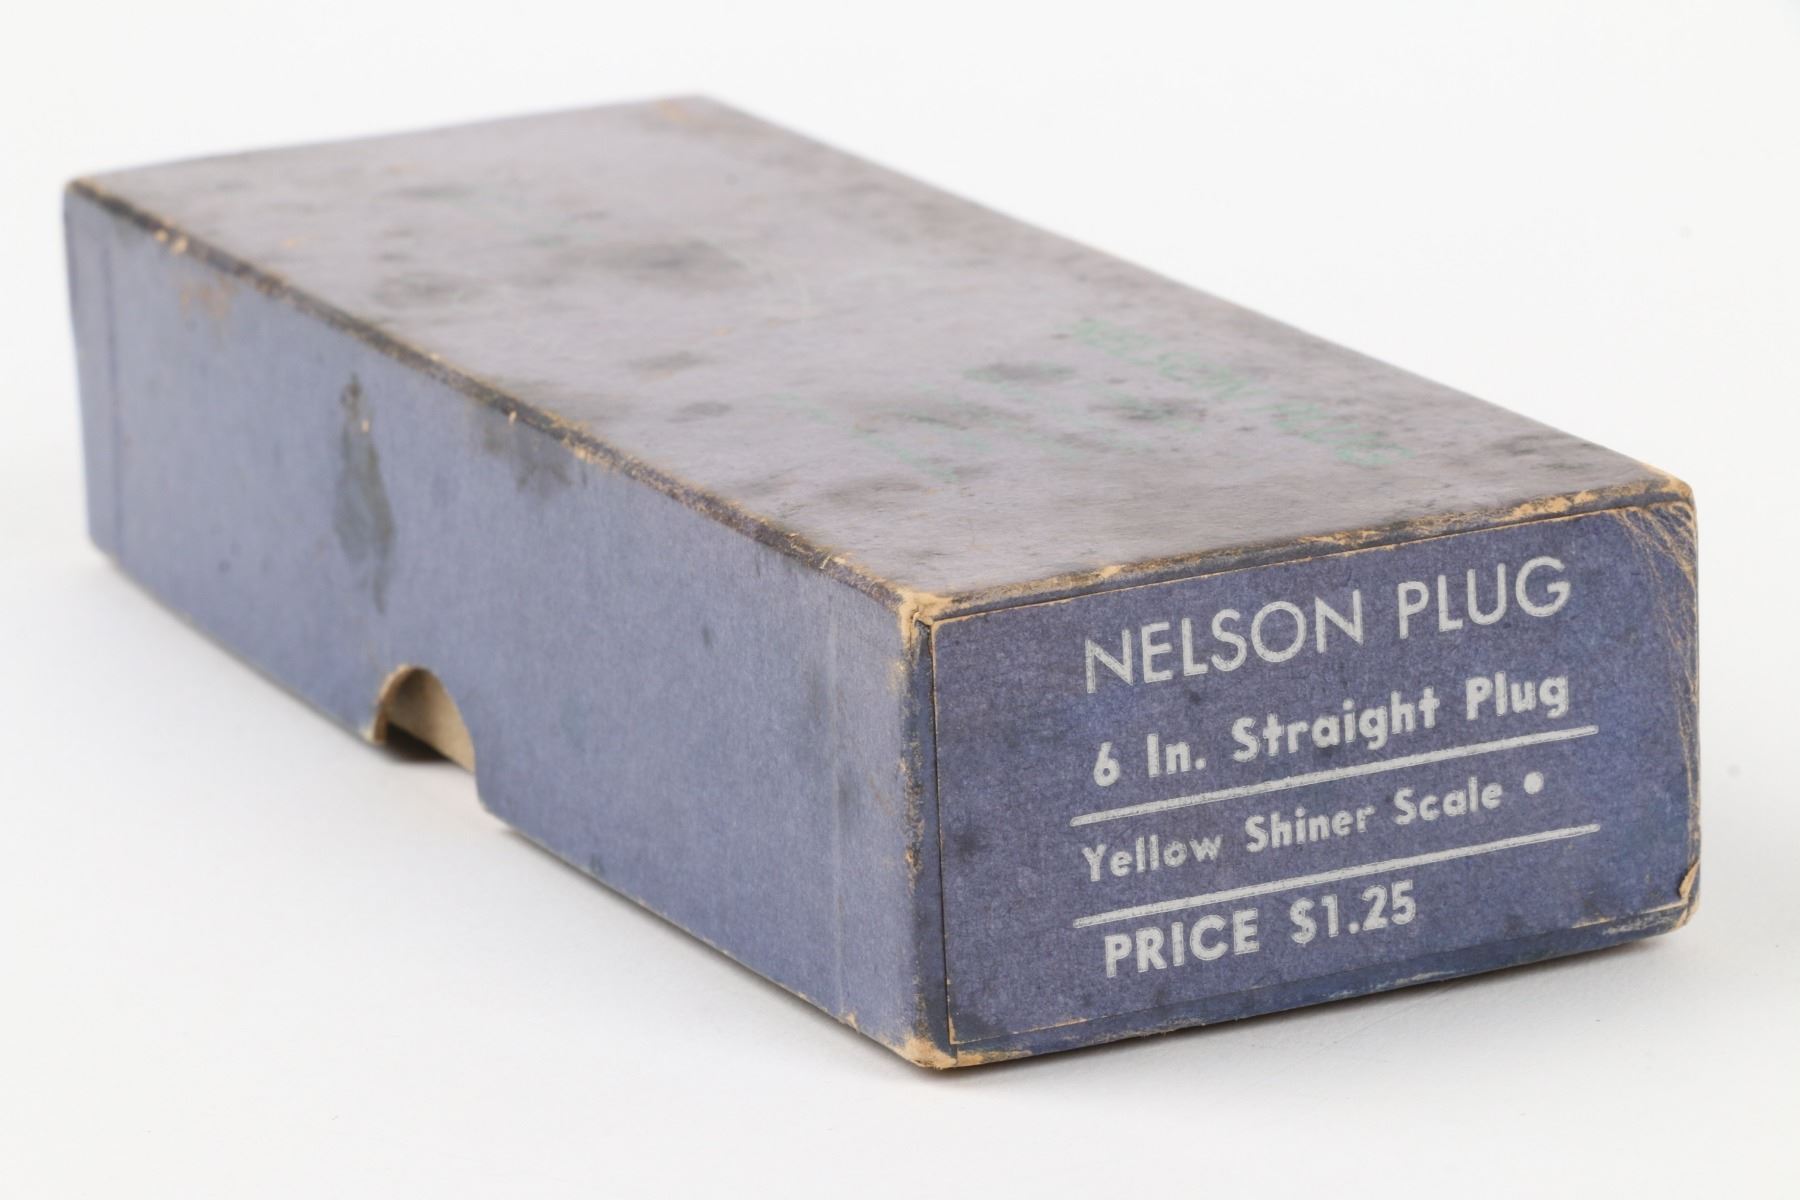 NELSON PLUG
6 In. Straight Plug
Yellow Shiner Scale •
PRICE $1.25